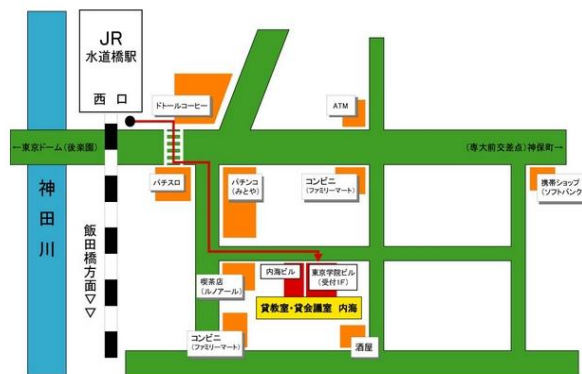 JR
水道橋駅
西 口
ドトールコーヒー
ATM
←東京ドーム(後楽園)
(専大前交差点)神保町→
神田川
飯田橋方面▽▽
パチスロ
パチンコ
(みとや)
コンビニ
(ファミリーマート)
携帯ショップ
(ソフトバンク)
喫茶店
(ルノアール)
内海ビル
東京学院ビル
(受付1F)
貸教室・貸会議室 内海
コンビニ
(ファミリーマート)
酒屋